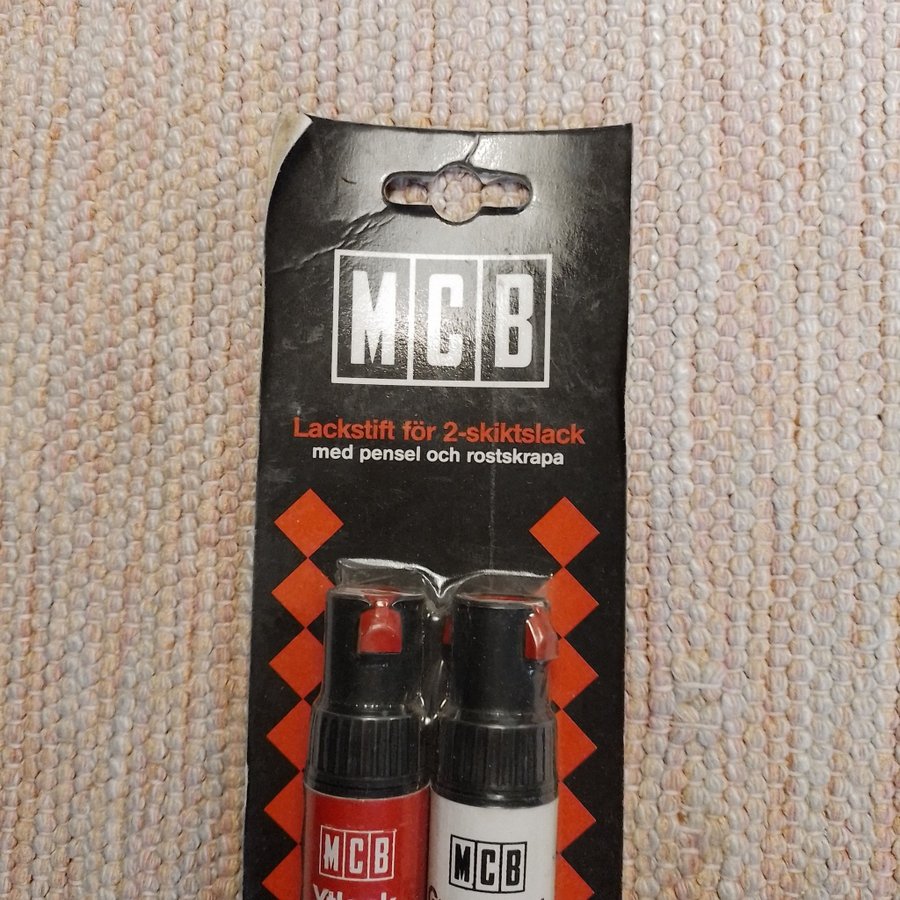 MCB
Lackstift för 2-skiktslack
med pensel och rostskrapa
MCB
MCB